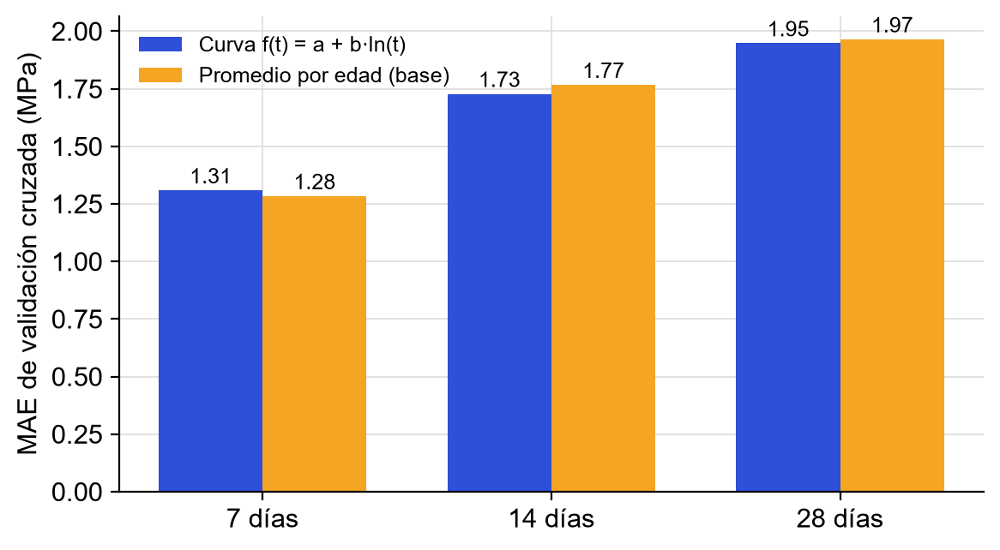 Curva f(t) = a + b·ln(t)
Promedio por edad (base)
MAE de validación cruzada (MPa)
2.00
1.75
1.50
1.25
1.00
0.75
0.50
0.25
0.00
1.31
1.28
1.73
1.77
1.95
1.97
7 días
14 días
28 días